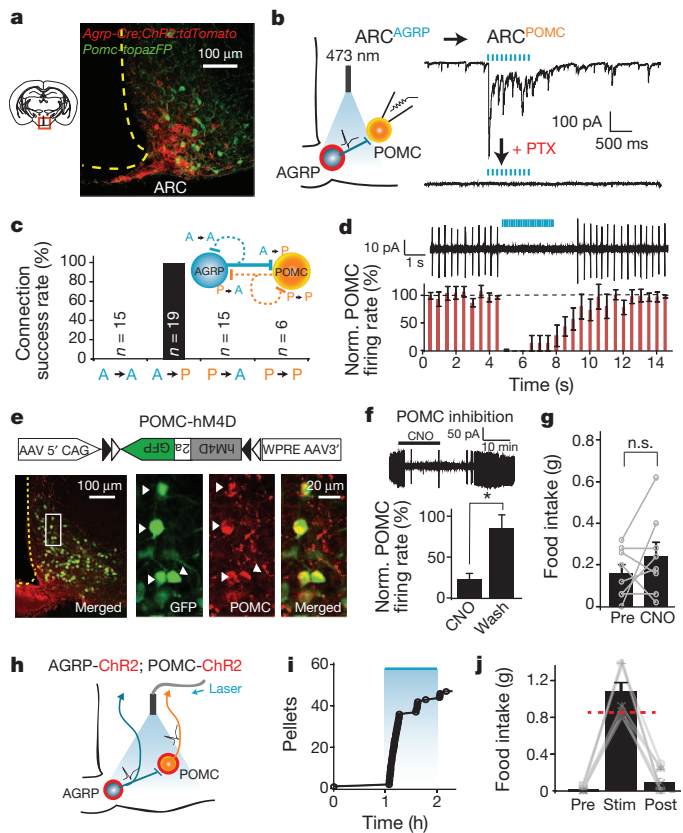 a
Agrp-Cre;ChR2:tdTomato
Pomc-topazFP
100 µm
ARC
b
ARC^AGRP → ARC^POMC
473 nm
POMC
AGRP
100 pA
500 ms
+ PTX
c
Connection
success rate (%)
100
80
60
40
20
0
n = 15
n = 19
n = 15
n = 6
A → A
A → P
P → A
P → P
A → A
A → P
AGRP
POMC
P → A
P → P
d
10 pA
1 s
Norm. POMC
firing rate (%)
100
50
0
0 2 4 6 8 10 12 14
Time (s)
e
POMC-hM4D
AAV 5′ CAG
GFP
2a
hM4D
WPRE AAV3′
100 µm
20 µm
Merged
GFP
POMC
Merged
f
POMC inhibition
CNO
50 pA
10 min
Norm. POMC
firing rate (%)
100
50
0
*
CNO
Wash
g
n.s.
Food intake (g)
0.8
0.6
0.4
0.2
0
Pre CNO
h
AGRP-ChR2; POMC-ChR2
Laser
POMC
AGRP
i
Pellets
60
40
20
0
0 1 2
Time (h)
j
Food intake (g)
1.2
0.8
0.4
0
Pre Stim Post